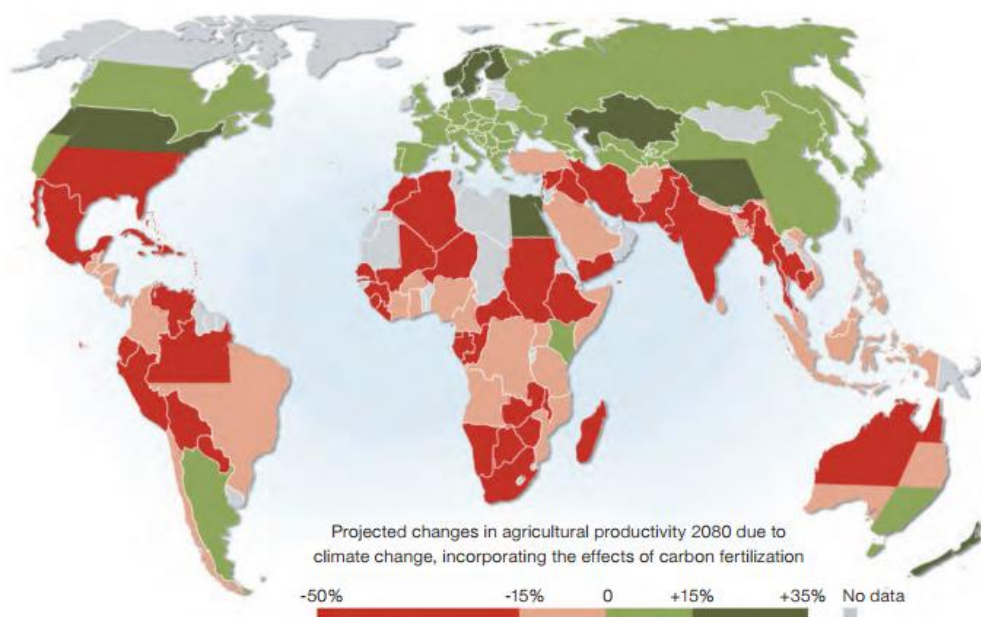 Projected changes in agricultural productivity 2080 due to
climate change, incorporating the effects of carbon fertilization
-50% -15% 0 +15% +35% No data